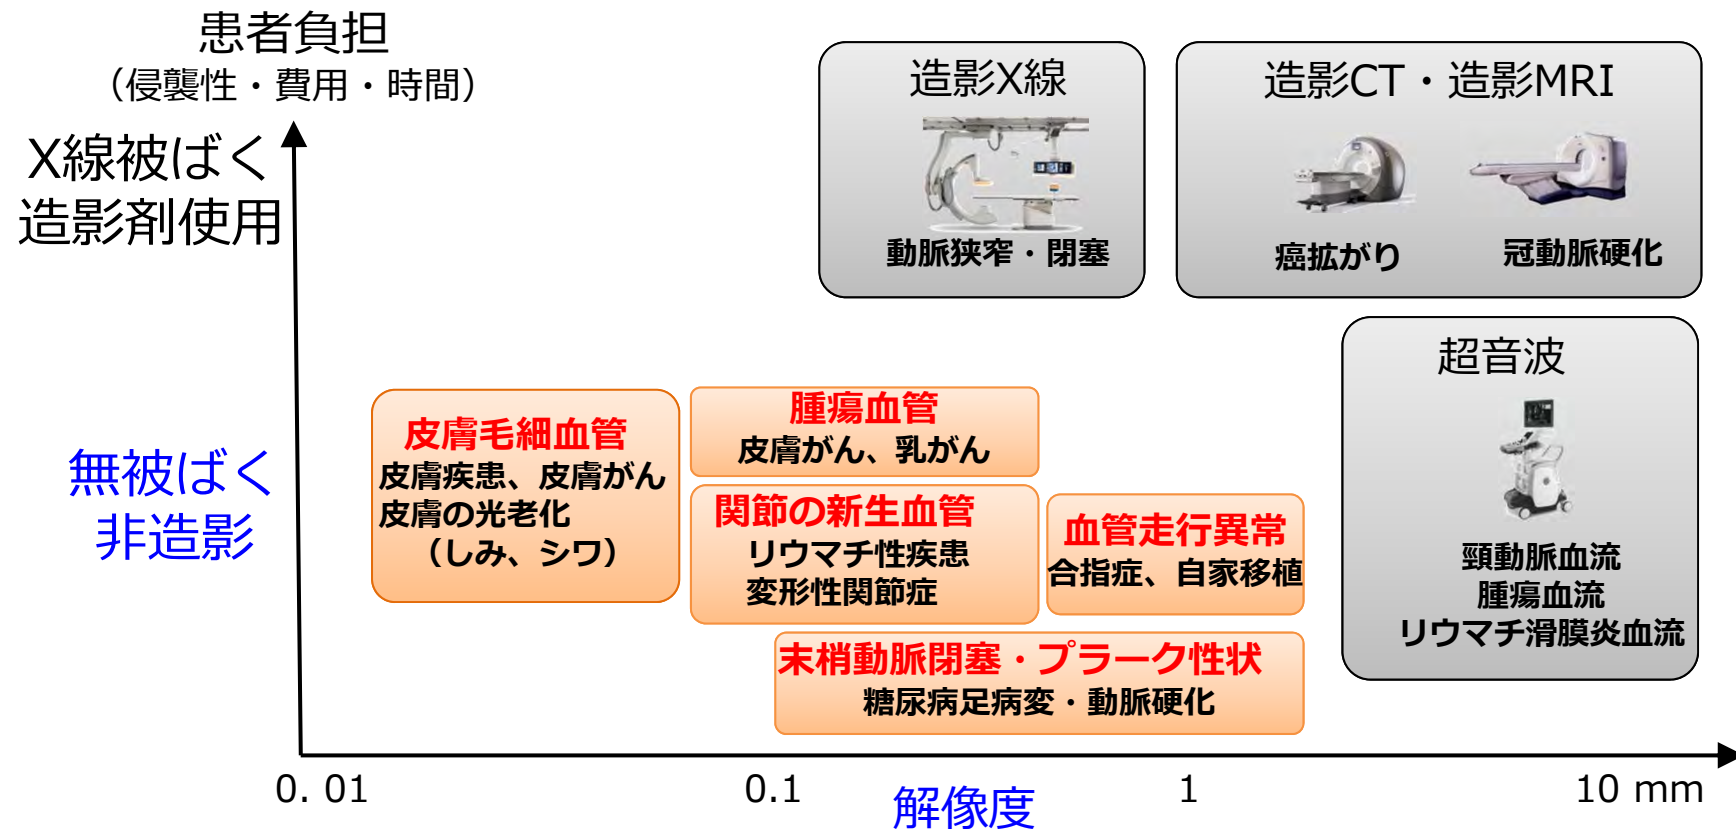 患者負担
（侵襲性・費用・時間）
X線被ばく
造影剤使用
無被ばく
非造影
造影X線
動脈狭窄・閉塞
造影CT・造影MRI
癌拡がり
冠動脈硬化
超音波
頸動脈血流
腫瘍血流
リウマチ滑膜炎血流
皮膚毛細血管
皮膚疾患、皮膚がん
皮膚の光老化
（しみ、シワ）
腫瘍血管
皮膚がん、乳がん
関節の新生血管
リウマチ性疾患
変形性関節症
血管走行異常
合指症、自家移植
末梢動脈閉塞・プラーク性状
糖尿病足病変・動脈硬化
0. 01 0.1 1 10 mm
解像度